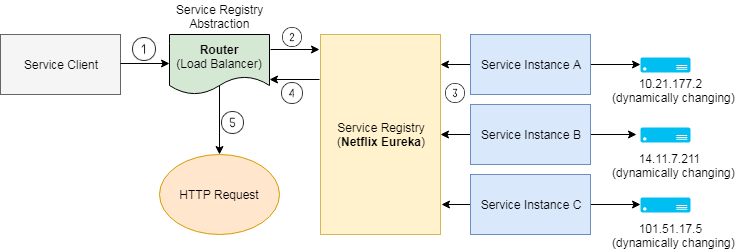 Service Registry
Abstraction
Service Client
1
Router
(Load Balancer)
2
4
5
HTTP Request
Service Registry
(Netflix Eureka)
3
Service Instance A
10.21.177.2
(dynamically changing)
Service Instance B
14.11.7.211
(dynamically changing)
Service Instance C
101.51.17.5
(dynamically changing)